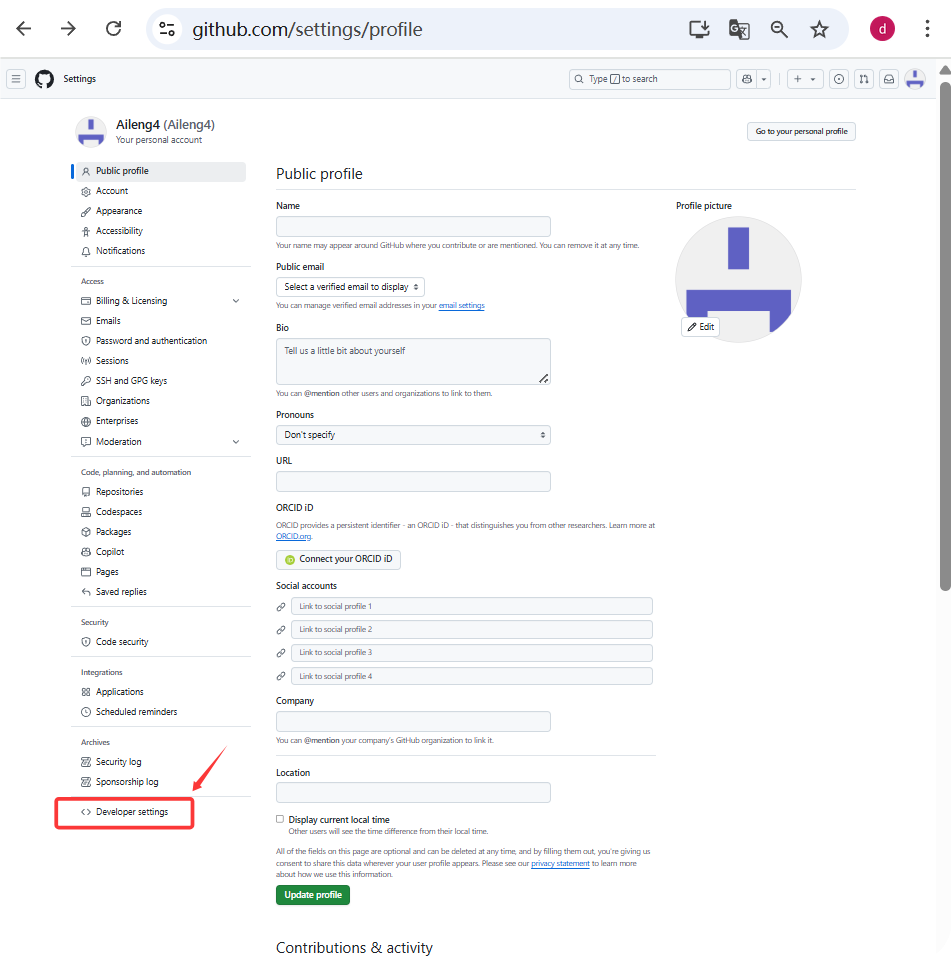 github.com/settings/profile
d
Settings
Type / to search
Aileng4 (Aileng4)
Your personal account
Go to your personal profile
Public profile
Account
Appearance
Accessibility
Notifications
Access
Billing & Licensing
Emails
Password and authentication
Sessions
SSH and GPG keys
Organizations
Enterprises
Moderation
Code, planning, and automation
Repositories
Codespaces
Packages
Copilot
Pages
Saved replies
Security
Code security
Integrations
Applications
Scheduled reminders
Archives
Security log
Sponsorship log
Developer settings
Public profile
Name
Your name may appear around GitHub where you contribute or are mentioned. You can remove it at any time.
Public email
Select a verified email to display
You can manage verified email addresses in your email settings
Bio
Tell us a little bit about yourself
You can @mention other users and organizations to link to them.
Pronouns
Don't specify
URL
ORCID iD
ORCID provides a persistent identifier - an ORCID iD - that distinguishes you from other researchers. Learn more at
ORCID.org.
iD Connect your ORCID iD
Social accounts
Link to social profile 1
Link to social profile 2
Link to social profile 3
Link to social profile 4
Company
You can @mention your company's GitHub organization to link it.
Location
Display current local time
Other users will see the time difference from their local time.
All of the fields on this page are optional and can be deleted at any time, and by filling them out, you're giving us
consent to share this data wherever your user profile appears. Please see our privacy statement to learn more
about how we use this information.
Update profile
Contributions & activity
Profile picture
Edit